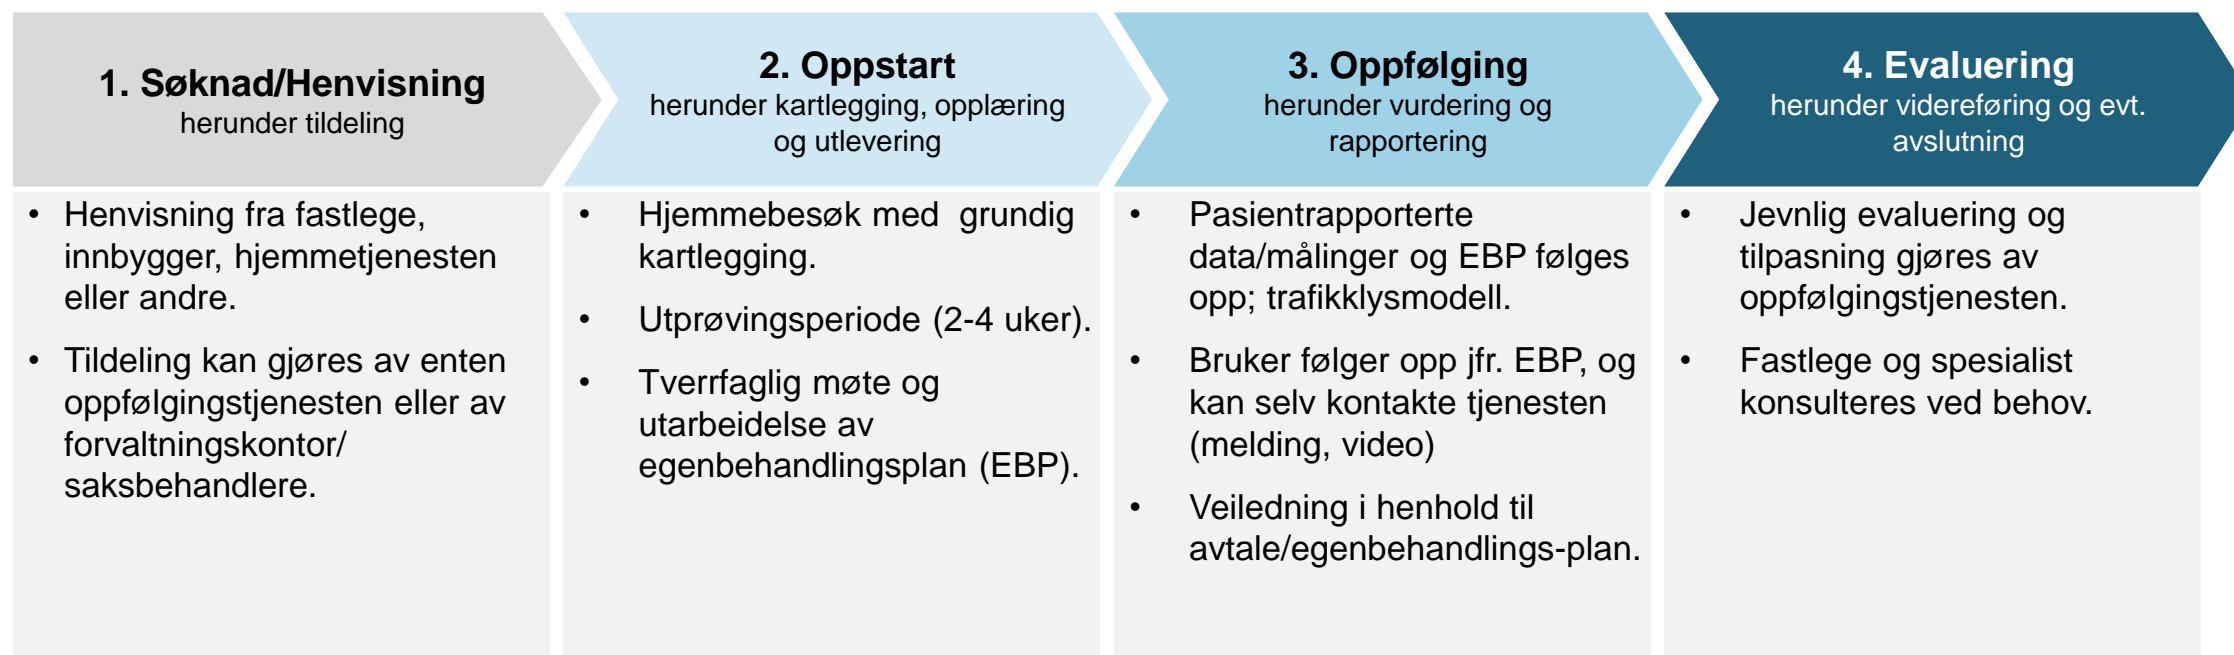 1. Søknad/Henvisning
herunder tildeling
• Henvisning fra fastlege,
innbygger, hjemmetjenesten
eller andre.
• Tildeling kan gjøres av enten
oppfølgingstjenesten eller av
forvaltningskontor/
saksbehandlere.
2. Oppstart
herunder kartlegging, opplæring
og utlevering
• Hjemmebesøk med  grundig
kartlegging.
• Utprøvingsperiode (2-4 uker).
• Tverrfaglig møte og
utarbeidelse av
egenbehandlingsplan (EBP).
3. Oppfølging
herunder vurdering og
rapportering
• Pasientrapporterte
data/målinger og EBP følges
opp; trafikklysmodell.
• Bruker følger opp jfr. EBP, og
kan selv kontakte tjenesten
(melding, video)
• Veiledning i henhold til
avtale/egenbehandlings-plan.
4. Evaluering
herunder videreføring og evt.
avslutning
• Jevnlig evaluering og
tilpasning gjøres av
oppfølgingstjenesten.
• Fastlege og spesialist
konsulteres ved behov.